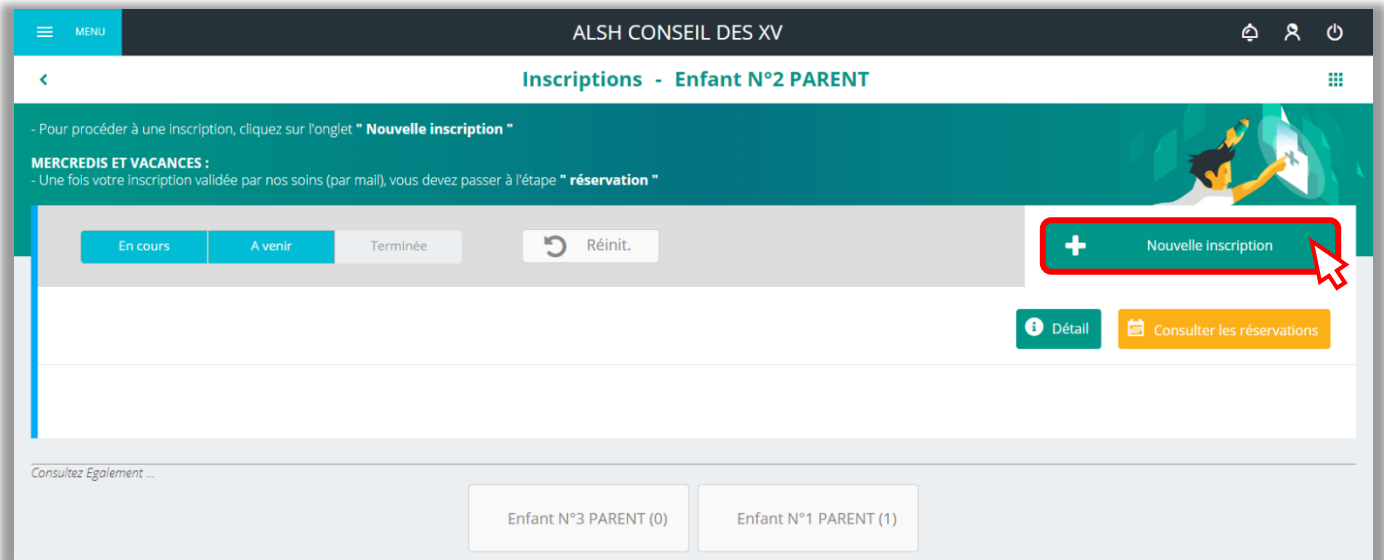 MENU
ALSH CONSEIL DES XV
Inscriptions - Enfant N°2 PARENT
- Pour procéder à une inscription, cliquez sur l'onglet " Nouvelle inscription "
MERCREDIS ET VACANCES :
- Une fois votre inscription validée par nos soins (par mail), vous devez passer à l'étape " réservation "
En cours
A venir
Terminée
Réinit.
Nouvelle inscription
Détail
Consulter les réservations
Consultez Egalement ...
Enfant N°3 PARENT (0)
Enfant N°1 PARENT (1)